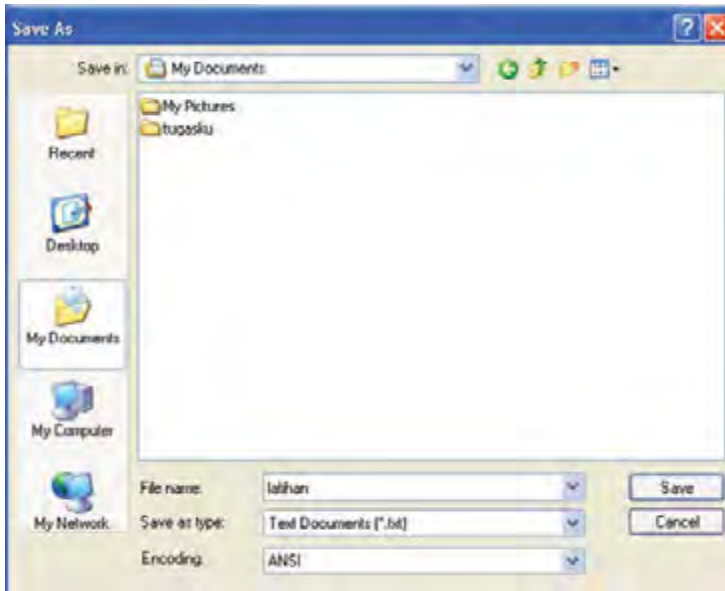 Save As
Save in: My Documents
My Pictures
tugasku
Recent
Desktop
My Documents
My Computer
My Network
File name: latihan Save
Save as type: Text Documents (*.txt) Cancel
Encoding: ANSI